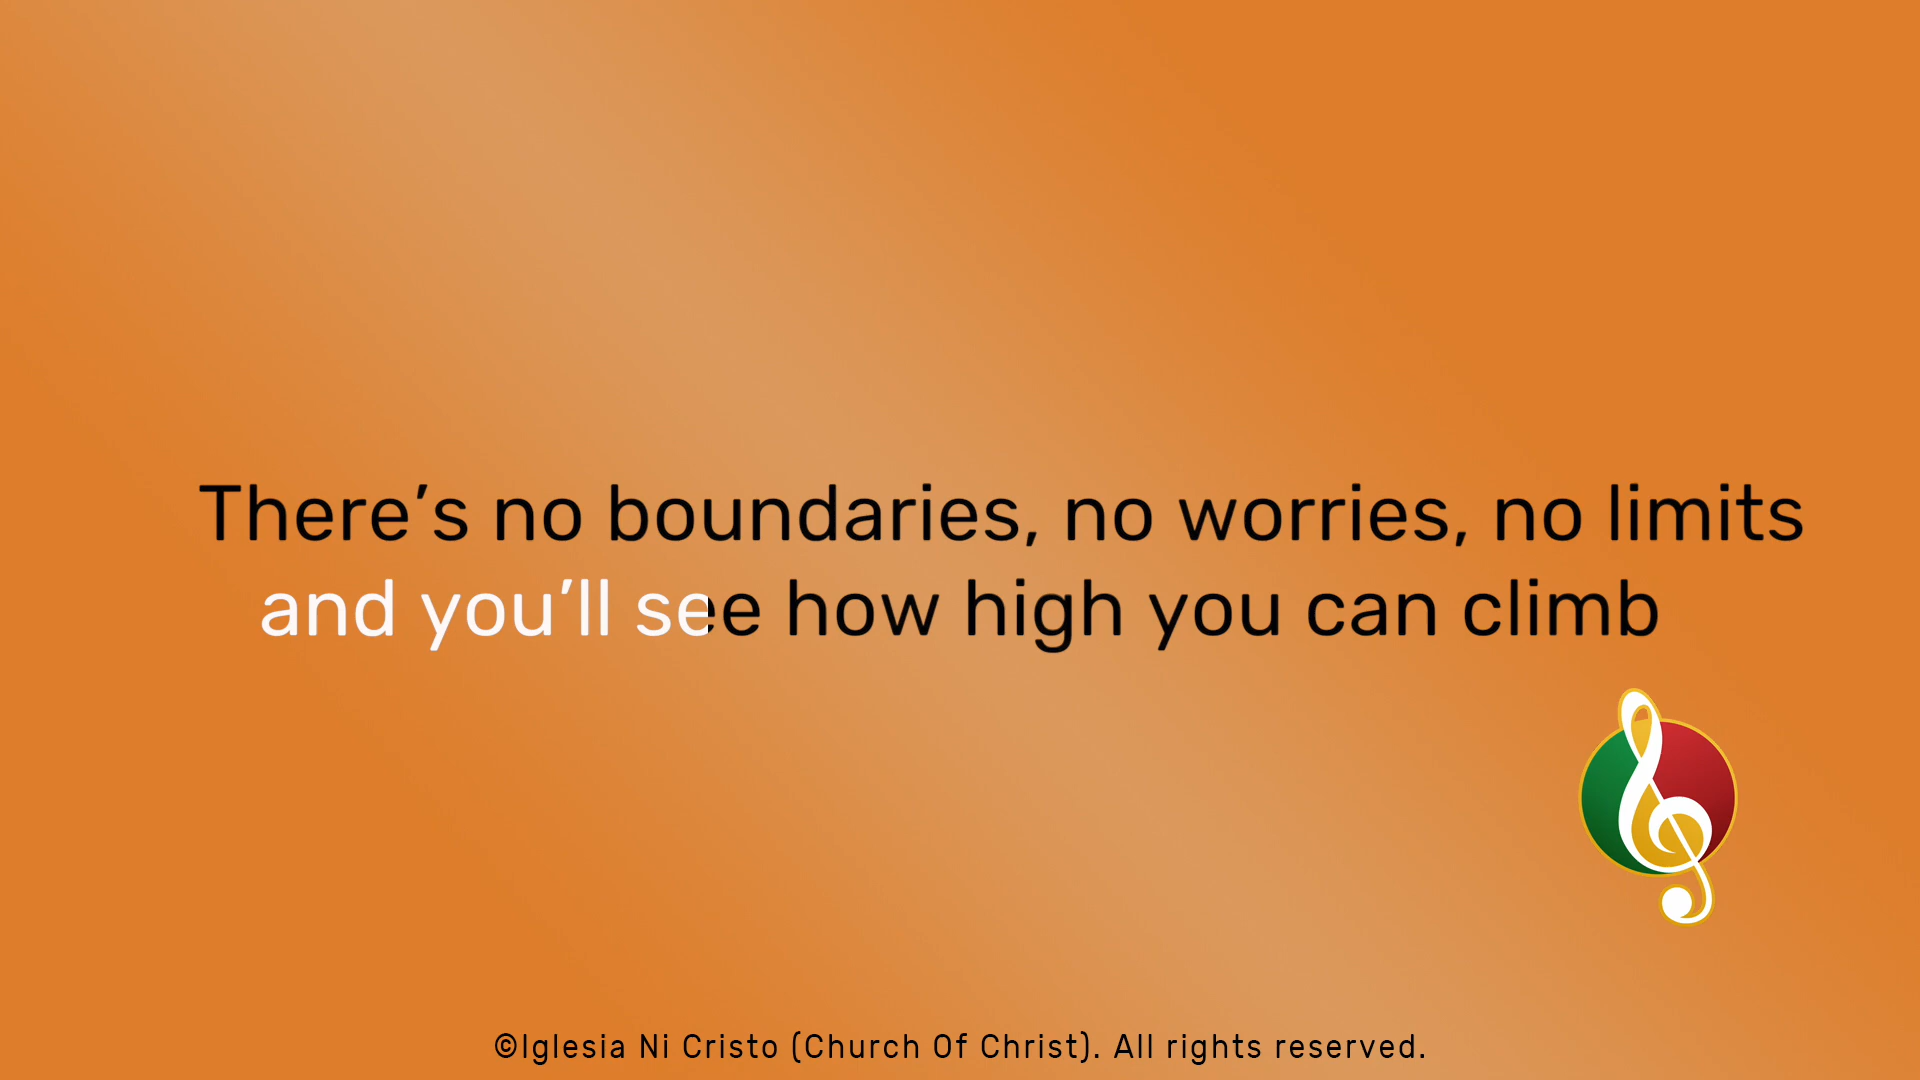 There’s no boundaries, no worries, no limits
and you’ll see how high you can climb
©Iglesia Ni Cristo (Church Of Christ). All rights reserved.